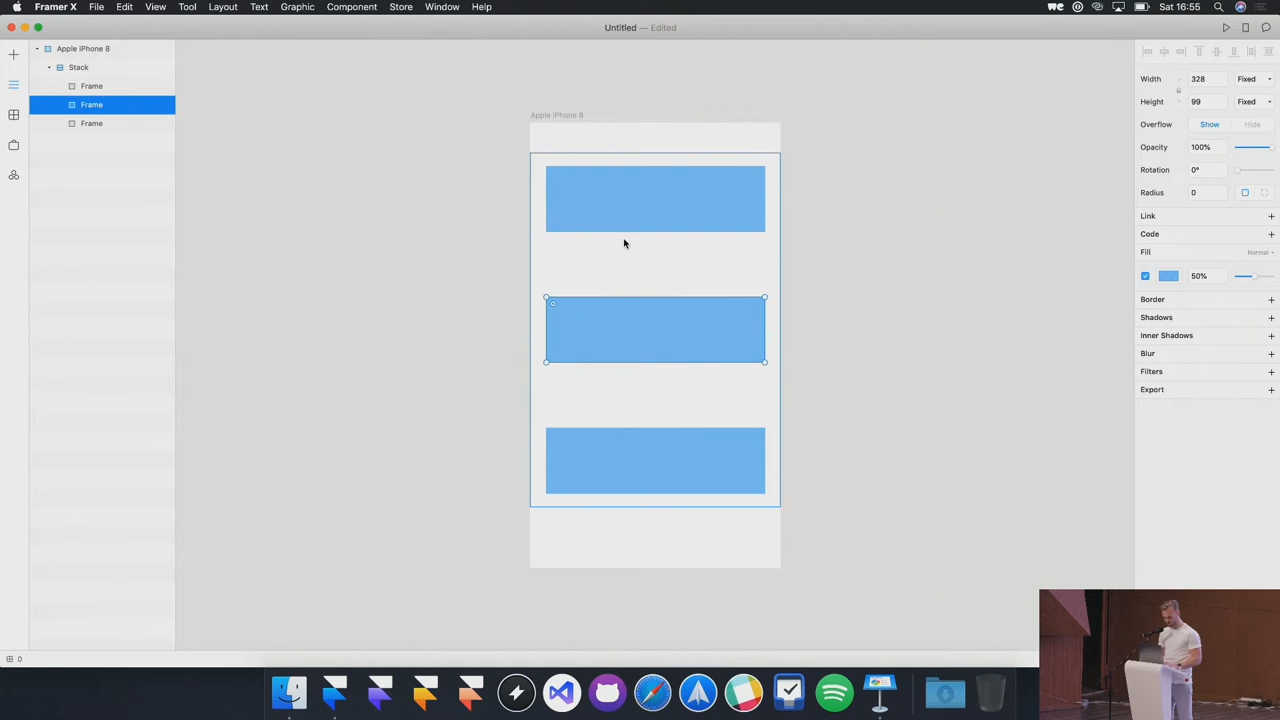 Framer X File Edit View Tool Layout Text Graphic Component Store Window Help Sat 16:55
Untitled — Edited
Apple iPhone 8
Stack
Frame
Frame
Frame
0
Apple iPhone 8
Width 328 Fixed
Height 99 Fixed
Overflow Show Hide
Opacity 100%
Rotation 0°
Radius 0
Link
Code
Fill Normal
50%
Border
Shadows
Inner Shadows
Blur
Filters
Export